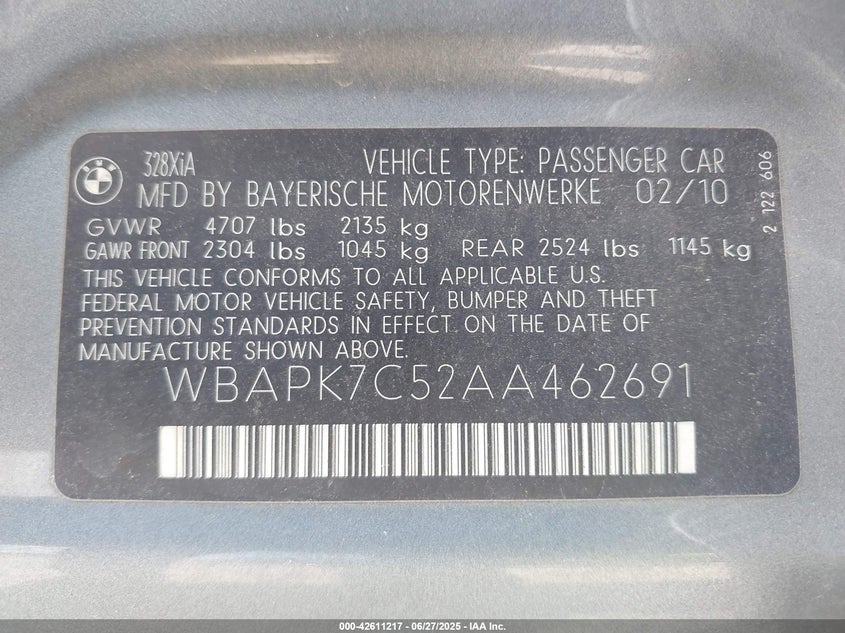 BMW
328XiA
VEHICLE TYPE: PASSENGER CAR
MFD BY BAYERISCHE MOTORENWERKE 02/10
GVWR 4707 lbs 2135 kg
GAWR FRONT 2304 lbs 1045 kg REAR 2524 lbs 1145 kg
THIS VEHICLE CONFORMS TO ALL APPLICABLE U.S.
FEDERAL MOTOR VEHICLE SAFETY, BUMPER AND THEFT
PREVENTION STANDARDS IN EFFECT ON THE DATE OF
MANUFACTURE SHOWN ABOVE.
WBAPK7C52AA462691
2 122 606
000-42611217 - 06/27/2025 - IAA Inc.